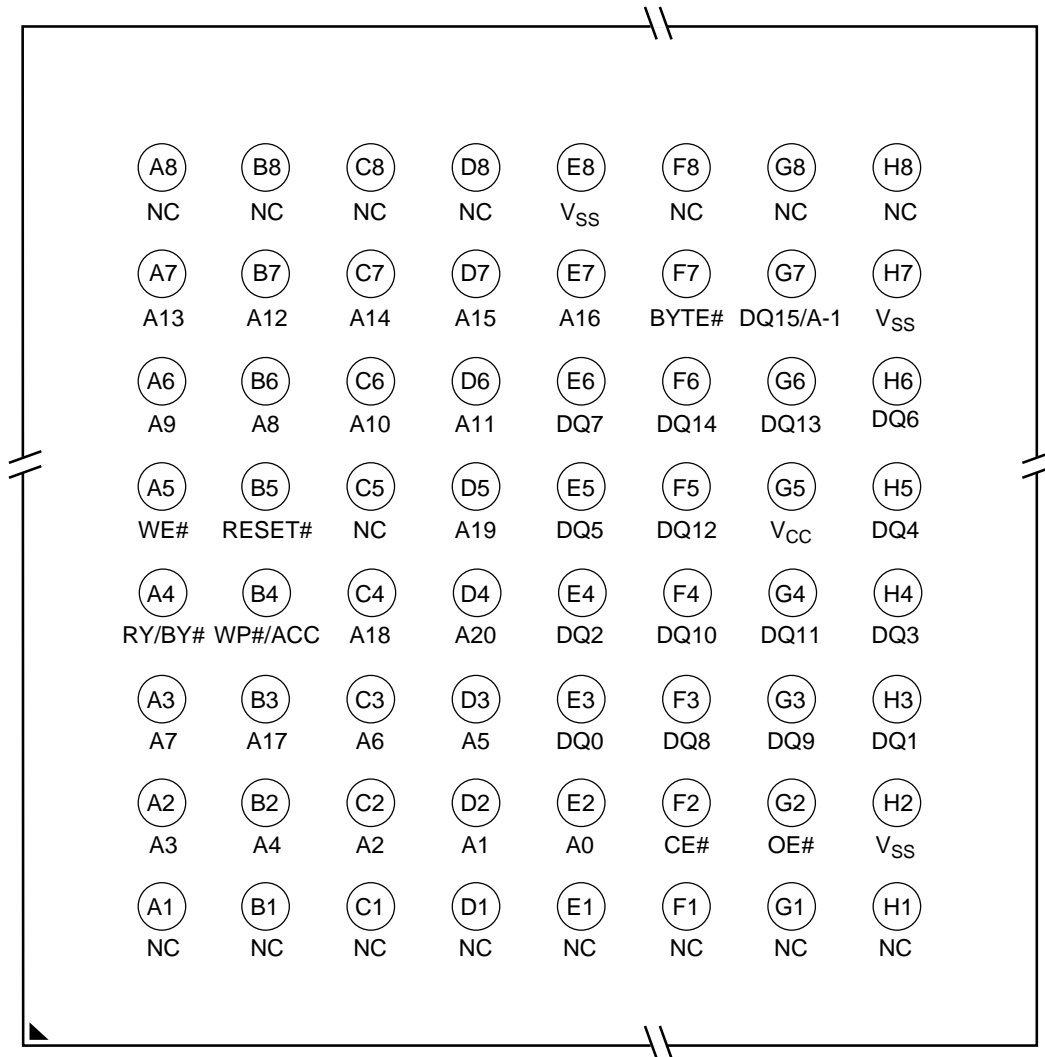 A8 B8 C8 D8 E8 F8 G8 H8
NC NC NC NC VSS NC NC NC
A7 B7 C7 D7 E7 F7 G7 H7
A13 A12 A14 A15 A16 BYTE# DQ15/A-1 VSS
A6 B6 C6 D6 E6 F6 G6 H6
A9 A8 A10 A11 DQ7 DQ14 DQ13 DQ6
A5 B5 C5 D5 E5 F5 G5 H5
WE# RESET# NC A19 DQ5 DQ12 VCC DQ4
A4 B4 C4 D4 E4 F4 G4 H4
RY/BY# WP#/ACC A18 A20 DQ2 DQ10 DQ11 DQ3
A3 B3 C3 D3 E3 F3 G3 H3
A7 A17 A6 A5 DQ0 DQ8 DQ9 DQ1
A2 B2 C2 D2 E2 F2 G2 H2
A3 A4 A2 A1 A0 CE# OE# VSS
A1 B1 C1 D1 E1 F1 G1 H1
NC NC NC NC NC NC NC NC